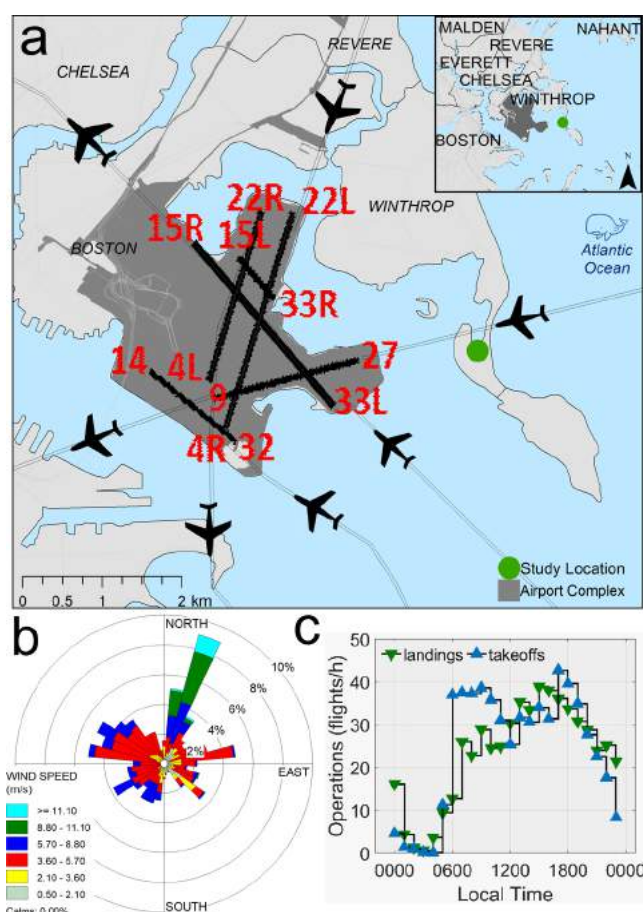 a
REVERE
CHELSEA
MALDEN
NAHANT
REVERE
EVERETT
CHELSEA
WINTHROP
BOSTON
N
22R
22L
WINTHROP
15R
15L
BOSTON
Atlantic
Ocean
33R
14
4L
27
9
33L
4R
32
Study Location
Airport Complex
0
0.5
1
2 km
b
NORTH
10%
8%
6%
4%
2%
EAST
SOUTH
WIND SPEED
(m/s)
>= 11.10
8.80 - 11.10
5.70 - 8.80
3.60 - 5.70
2.10 - 3.60
0.50 - 2.10
Calms: 0.00%
c
landings
takeoffs
Operations (flights/h)
50
40
30
20
10
0
0000
0600
1200
1800
0000
Local Time